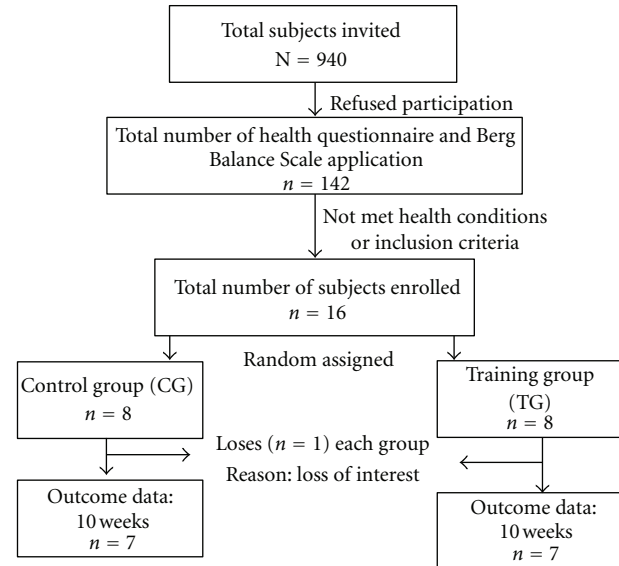 Total subjects invited
N = 940
Refused participation
Total number of health questionnaire and Berg
Balance Scale application
n = 142
Not met health conditions
or inclusion criteria
Total number of subjects enrolled
n = 16
Random assigned
Control group (CG)
n = 8
Training group
(TG)
n = 8
Loses (n = 1) each group
Reason: loss of interest
Outcome data:
10 weeks
n = 7
Outcome data:
10 weeks
n = 7